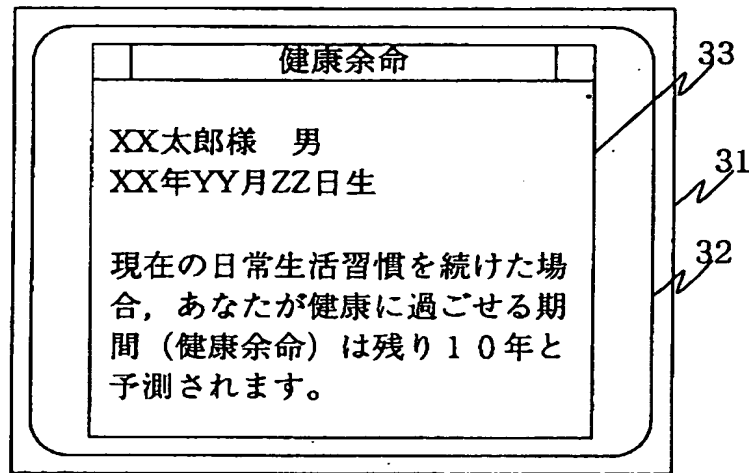 健康余命
XX太郎様　男
XX年YY月ZZ日生
現在の日常生活習慣を続けた場
合，あなたが健康に過ごせる期
間（健康余命）は残り１０年と
予測されます。
33
31
32